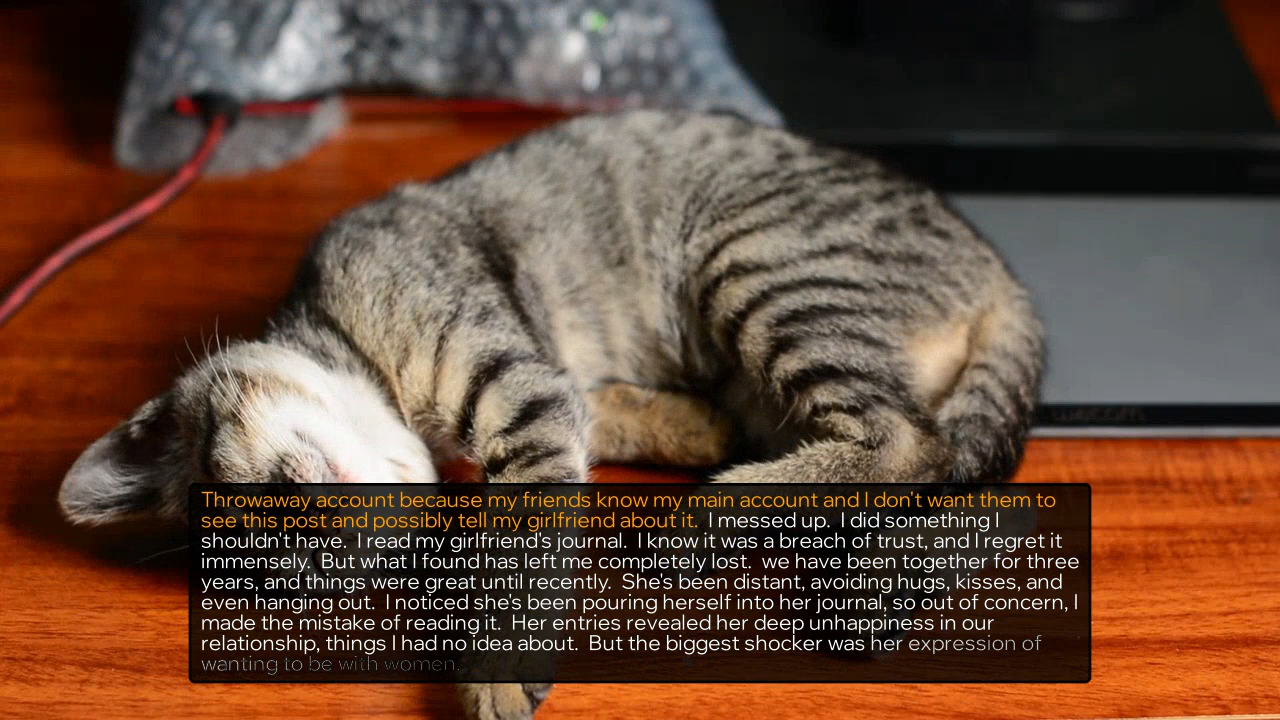 Throwaway account because my friends know my main account and I don't want them to
see this post and possibly tell my girlfriend about it.  I messed up.  I did something I
shouldn't have.  I read my girlfriend's journal.  I know it was a breach of trust, and I regret it
immensely.  But what I found has left me completely lost.  we have been together for three
years, and things were great until recently.  She's been distant, avoiding hugs, kisses, and
even hanging out.  I noticed she's been pouring herself into her journal, so out of concern, I
made the mistake of reading it.  Her entries revealed her deep unhappiness in our
relationship, things I had no idea about.  But the biggest shocker was her expression of
wanting to be with women.
wacom